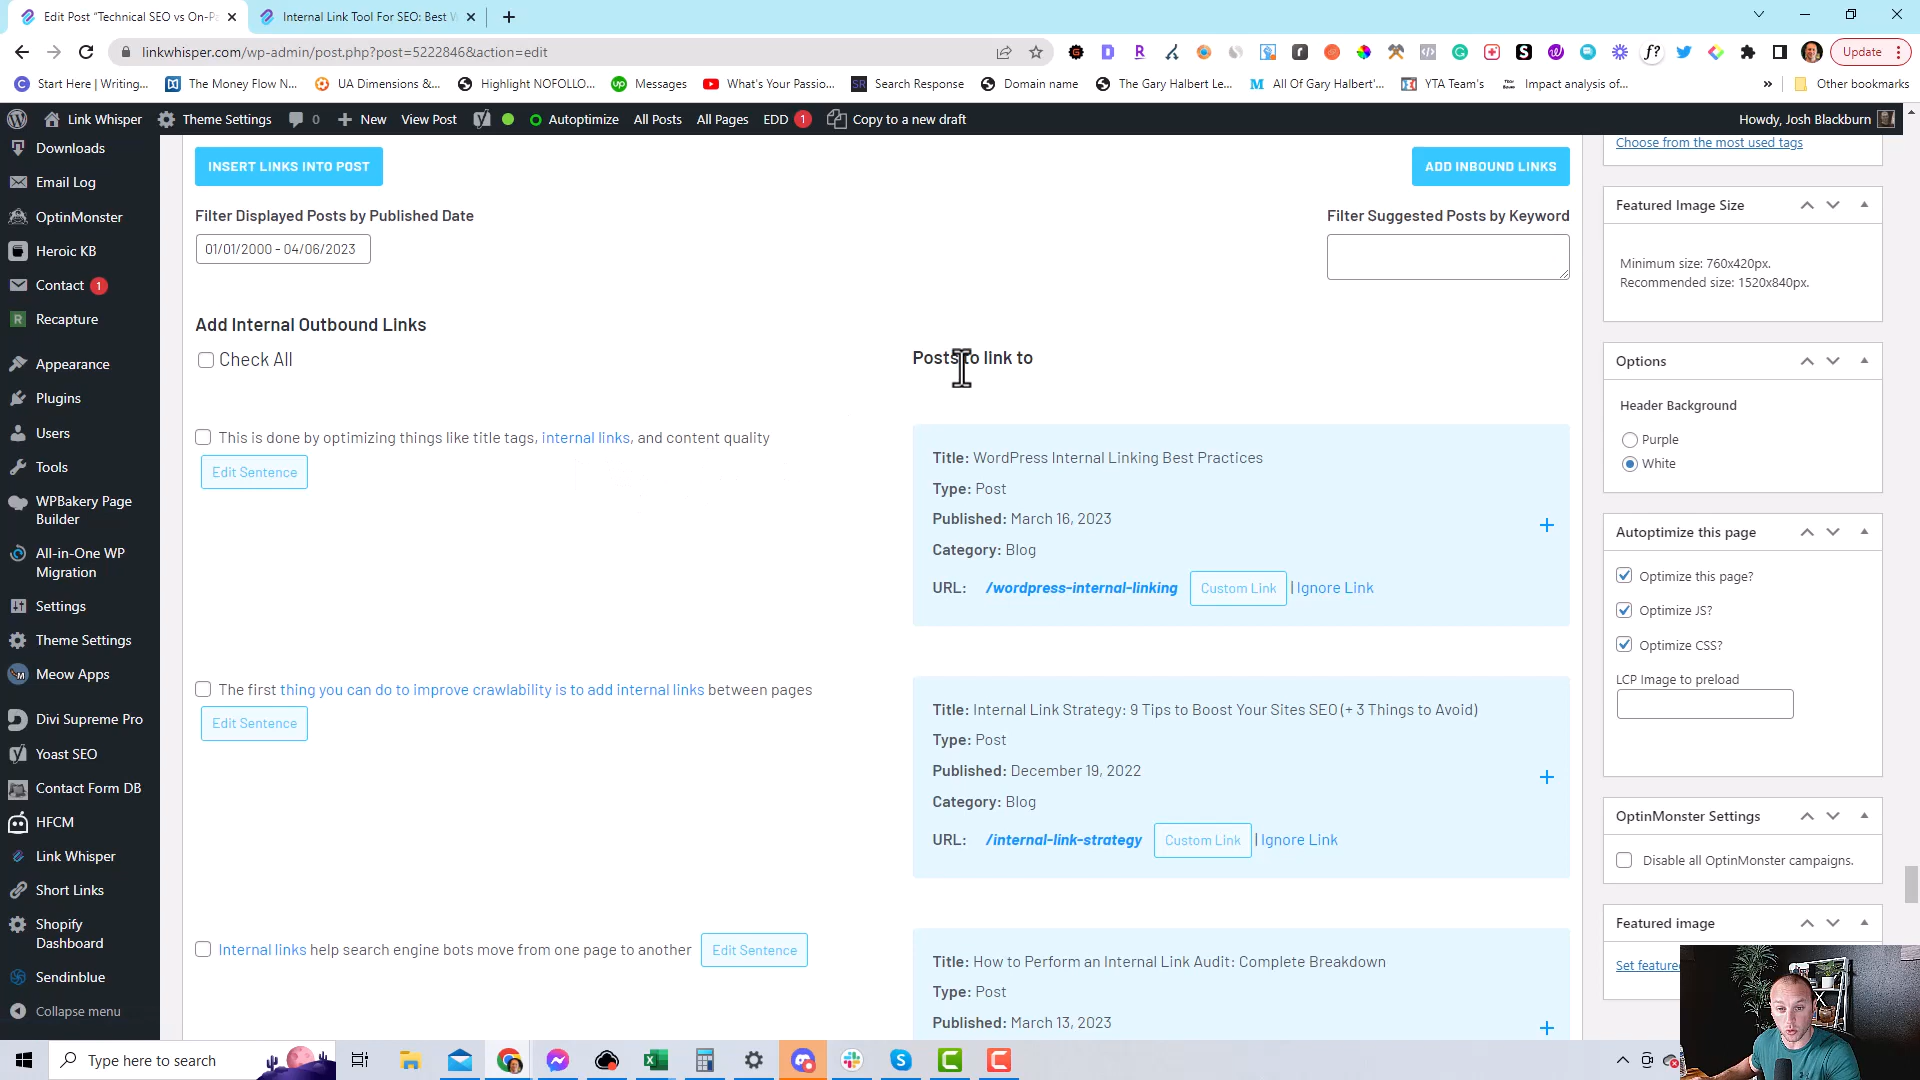 Edit Post “Technical SEO vs On-P
Internal Link Tool For SEO: Best W
linkwhisper.com/wp-admin/post.php?post=5222846&action=edit
Update
Start Here | Writing...
The Money Flow N...
UA Dimensions &...
Highlight NOFOLLO...
Messages
What's Your Passio...
Search Response
Domain name
The Gary Halbert Le...
All Of Gary Halbert'...
YTA Team's
Impact analysis of...
»
Other bookmarks
Link Whisper
Theme Settings
0
New
View Post
Autoptimize
All Posts
All Pages
EDD 1
Copy to a new draft
Howdy, Josh Blackburn
Downloads
Email Log
OptinMonster
Heroic KB
Contact 1
Recapture
Appearance
Plugins
Users
Tools
WPBakery Page
Builder
All-in-One WP
Migration
Settings
Theme Settings
Meow Apps
Divi Supreme Pro
Yoast SEO
Contact Form DB
HFCM
Link Whisper
Short Links
Shopify
Dashboard
Sendinblue
Collapse menu
INSERT LINKS INTO POST
ADD INBOUND LINKS
Filter Displayed Posts by Published Date
01/01/2000 - 04/06/2023
Filter Suggested Posts by Keyword
Add Internal Outbound Links
Check All
Posts to link to
This is done by optimizing things like title tags, internal links, and content quality
Edit Sentence
Title: WordPress Internal Linking Best Practices
Type: Post
Published: March 16, 2023
Category: Blog
URL: /wordpress-internal-linking Custom Link | Ignore Link
The first thing you can do to improve crawlability is to add internal links between pages
Edit Sentence
Title: Internal Link Strategy: 9 Tips to Boost Your Sites SEO (+ 3 Things to Avoid)
Type: Post
Published: December 19, 2022
Category: Blog
URL: /internal-link-strategy Custom Link | Ignore Link
Internal links help search engine bots move from one page to another Edit Sentence
Title: How to Perform an Internal Link Audit: Complete Breakdown
Type: Post
Published: March 13, 2023
Choose from the most used tags
Featured Image Size
Minimum size: 760x420px.
Recommended size: 1520x840px.
Options
Header Background
Purple
White
Autoptimize this page
Optimize this page?
Optimize JS?
Optimize CSS?
LCP Image to preload
OptinMonster Settings
Disable all OptinMonster campaigns.
Featured image
Set feature
Type here to search